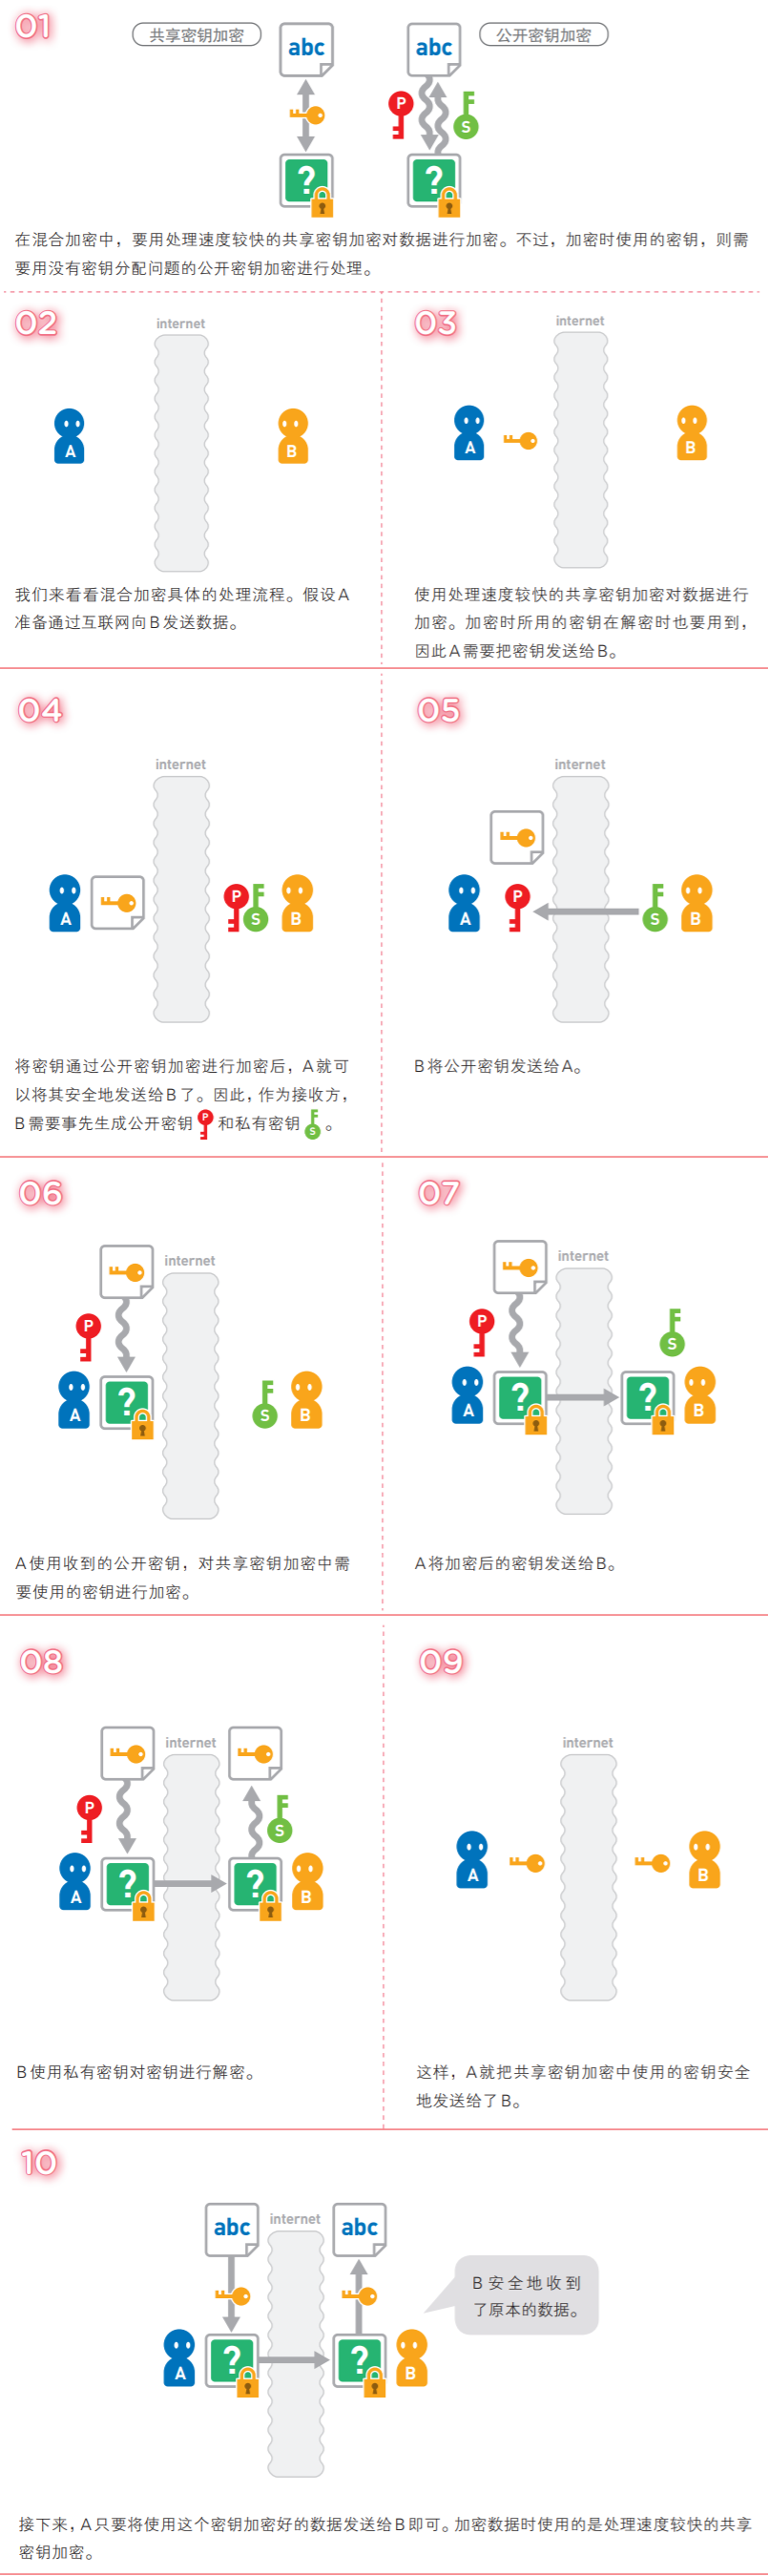 01
共享密钥加密
公开密钥加密
abc
abc
P
S
?
?
在混合加密中，要用处理速度较快的共享密钥加密对数据进行加密。不过，加密时使用的密钥，则需
要用没有密钥分配问题的公开密钥加密进行处理。
02
internet
A
B
我们来看看混合加密具体的处理流程。假设A
准备通过互联网向B发送数据。
03
internet
A
B
使用处理速度较快的共享密钥加密对数据进行
加密。加密时所用的密钥在解密时也要用到，
因此A需要把密钥发送给B。
04
internet
A
P
S
B
将密钥通过公开密钥加密进行加密后，A就可
以将其安全地发送给B了。因此，作为接收方，
B需要事先生成公开密钥 P 和私有密钥 S 。
05
internet
A
P
S
B
B将公开密钥发送给A。
06
internet
P
A
?
S
B
A使用收到的公开密钥，对共享密钥加密中需
要使用的密钥进行加密。
07
internet
P
S
A
?
?
B
A将加密后的密钥发送给B。
08
internet
P
S
A
?
?
B
B使用私有密钥对密钥进行解密。
09
internet
A
B
这样，A就把共享密钥加密中使用的密钥安全
地发送给了B。
10
abc
internet
abc
B安全地收到
了原本的数据。
A
?
?
B
接下来，A只要将使用这个密钥加密好的数据发送给B即可。加密数据时使用的是处理速度较快的共享
密钥加密。